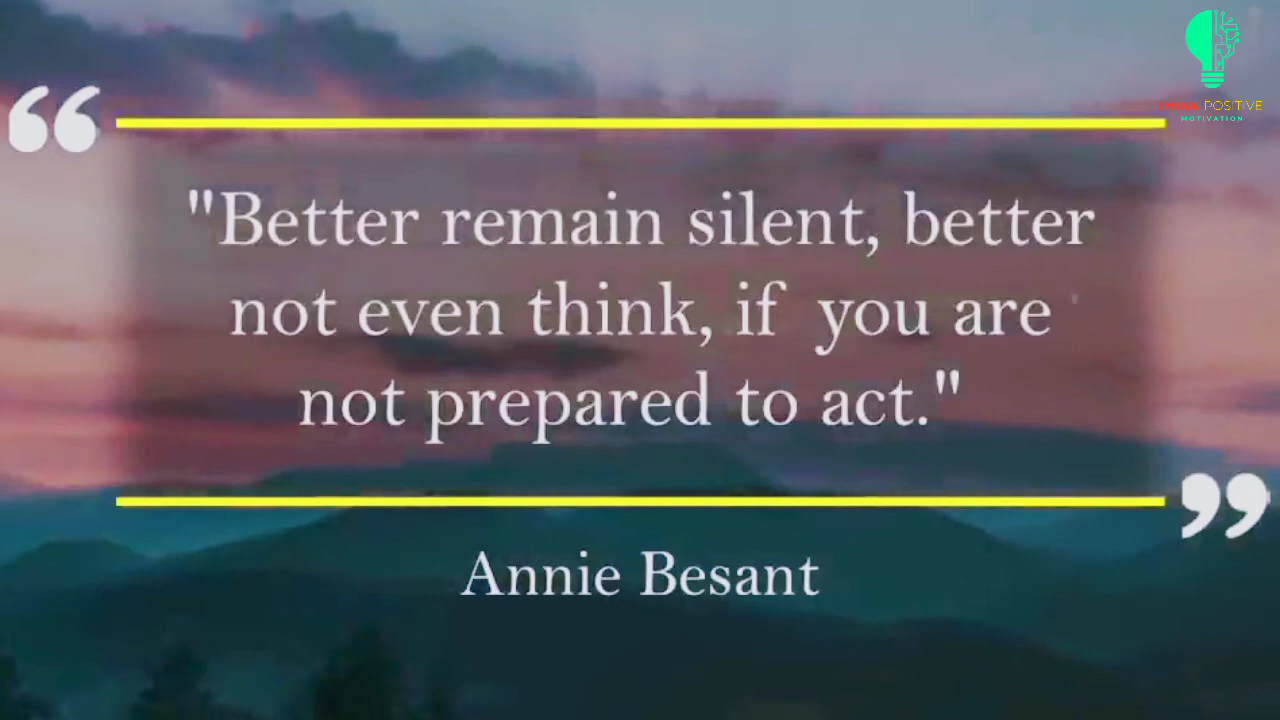 THINK POSITIVE
MOTIVATION
"Better remain silent, better
not even think, if you are
not prepared to act."
Annie Besant